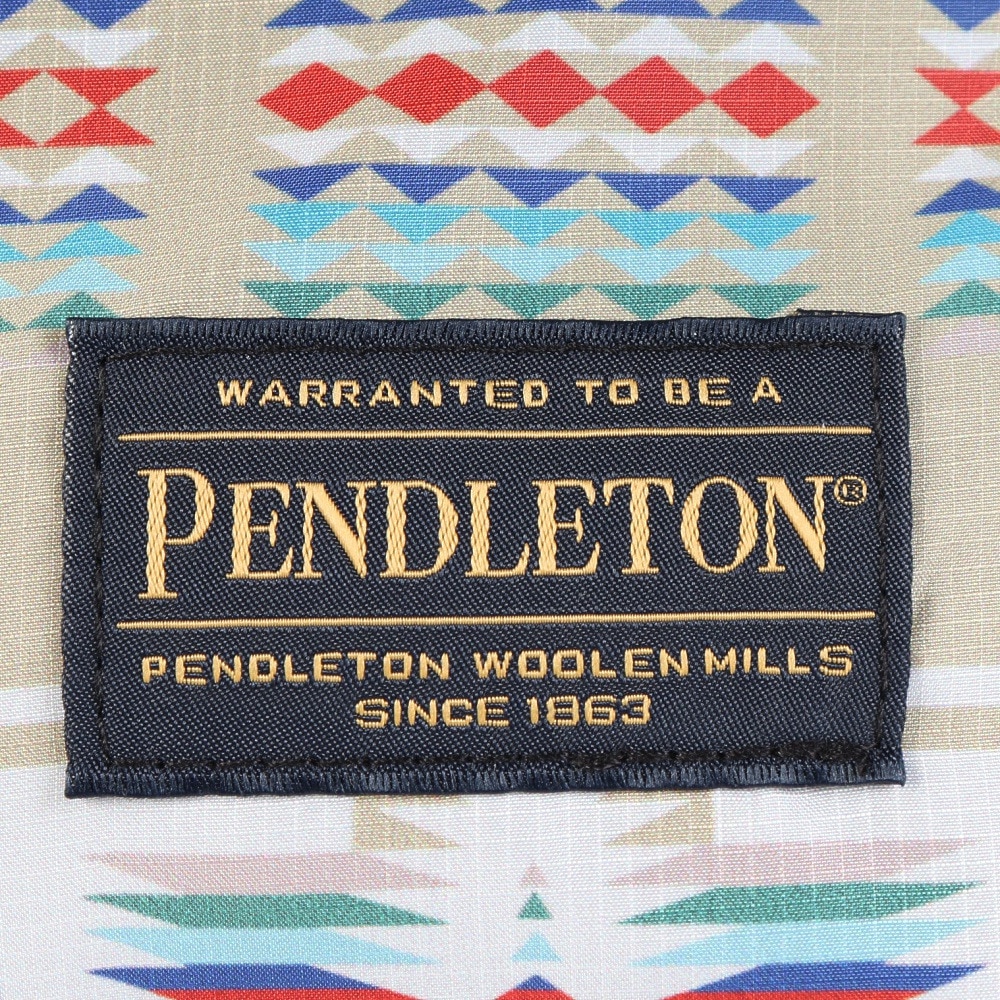 WARRANTED TO BE A
PENDLETON®
PENDLETON WOOLEN MILLS
SINCE 1863